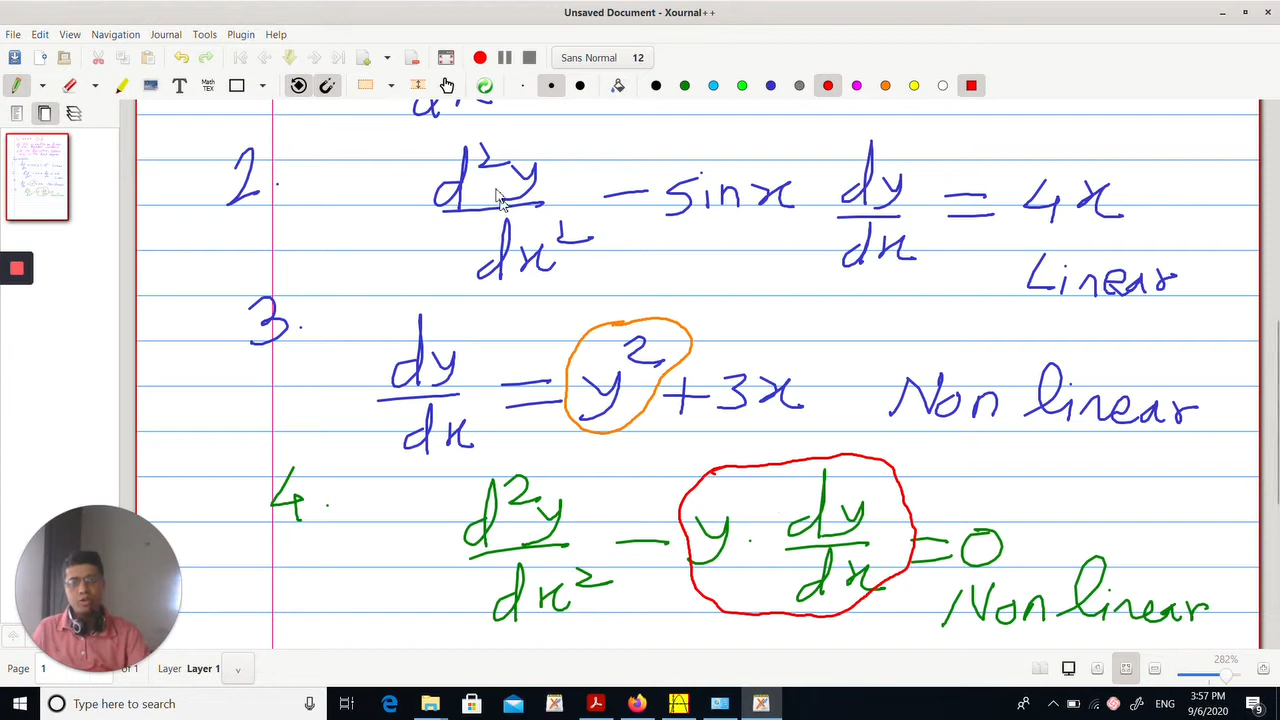 Unsaved Document - Xournal++
File Edit View Navigation Journal Tools Plugin Help
Sans Normal 12
2. d²y/dx² - sinx dy/dx = 4x
Linear
3. dy/dx = y² + 3x Non linear
4. d²y/dx² - y . dy/dx = 0
Non linear
Page 1 of 1 Layer Layer 1
282%
Type here to search
3:57 PM
9/6/2020
9